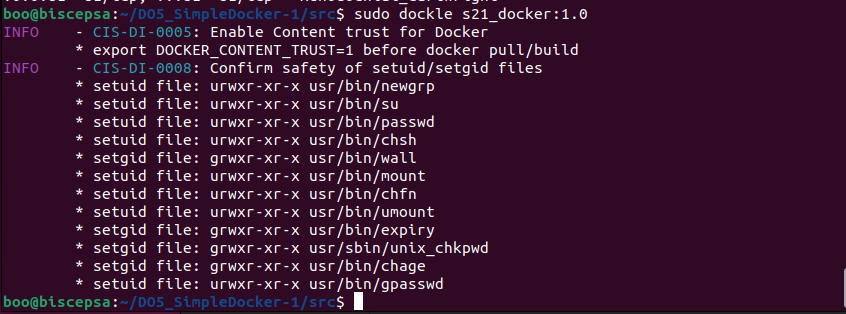 boo@biscepsa:~/DO5_SimpleDocker-1/src$ sudo dockle s21_docker:1.0
INFO    - CIS-DI-0005: Enable Content trust for Docker
        * export DOCKER_CONTENT_TRUST=1 before docker pull/build
INFO    - CIS-DI-0008: Confirm safety of setuid/setgid files
        * setuid file: urwxr-xr-x usr/bin/newgrp
        * setuid file: urwxr-xr-x usr/bin/su
        * setuid file: urwxr-xr-x usr/bin/passwd
        * setuid file: urwxr-xr-x usr/bin/chsh
        * setgid file: grwxr-xr-x usr/bin/wall
        * setuid file: urwxr-xr-x usr/bin/mount
        * setuid file: urwxr-xr-x usr/bin/chfn
        * setuid file: urwxr-xr-x usr/bin/umount
        * setgid file: grwxr-xr-x usr/bin/expiry
        * setgid file: grwxr-xr-x usr/sbin/unix_chkpwd
        * setgid file: grwxr-xr-x usr/bin/chage
        * setuid file: urwxr-xr-x usr/bin/gpasswd
boo@biscepsa:~/DO5_SimpleDocker-1/src$